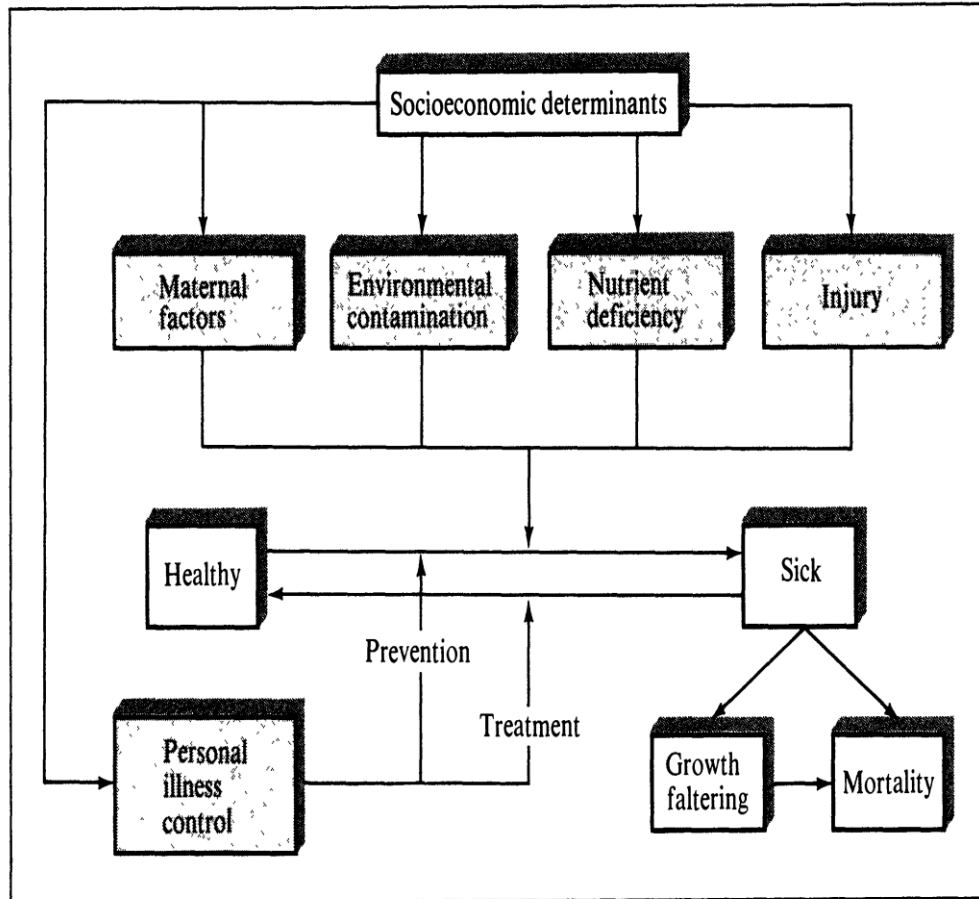 Socioeconomic determinants
Maternal
factors
Environmental
contamination
Nutrient
deficiency
Injury
Healthy
Sick
Prevention
Treatment
Personal
illness
control
Growth
faltering
Mortality